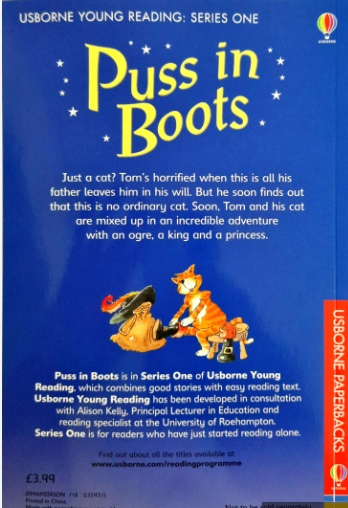 USBORNE YOUNG READING: SERIES ONE
USBORNE
Puss in
Boots
Just a cat? Tom's horrified when this is all his
father leaves him in his will. But he soon finds out
that this is no ordinary cat. Soon, Tom and his cat
are mixed up in an incredible adventure
with an ogre, a king and a princess.
Puss in Boots is in Series One of Usborne Young
Reading, which combines good stories with easy reading text.
Usborne Young Reading has been developed in consultation
with Alison Kelly, Principal Lecturer in Education and
reading specialist at the University of Roehampton.
Series One is for readers who have just started reading alone.
Find out about all the titles available at
www.usborne.com/readingprogramme
£3.99
Printed in China.
USBORNE PAPERBACKS